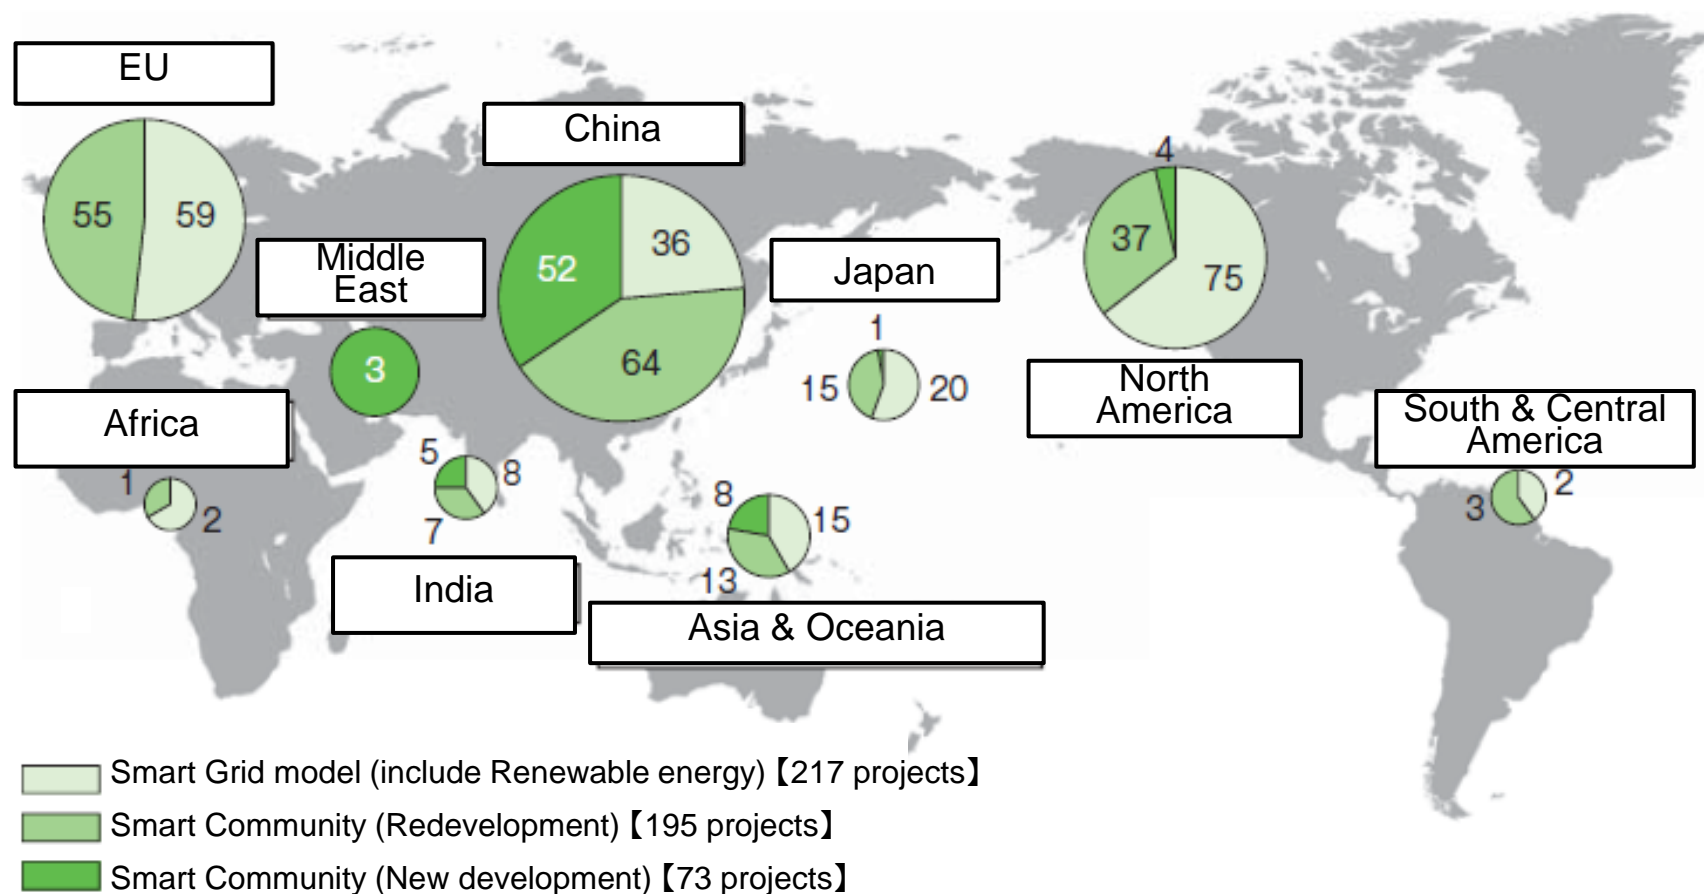 EU
55
59
China
52
36
64
Middle
East
3
Japan
1
15
20
4
37
75
North
America
South & Central
America
2
3
Africa
1
2
5
8
7
India
8
15
13
Asia & Oceania
Smart Grid model (include Renewable energy)【217 projects】
Smart Community (Redevelopment)【195 projects】
Smart Community (New development)【73 projects】